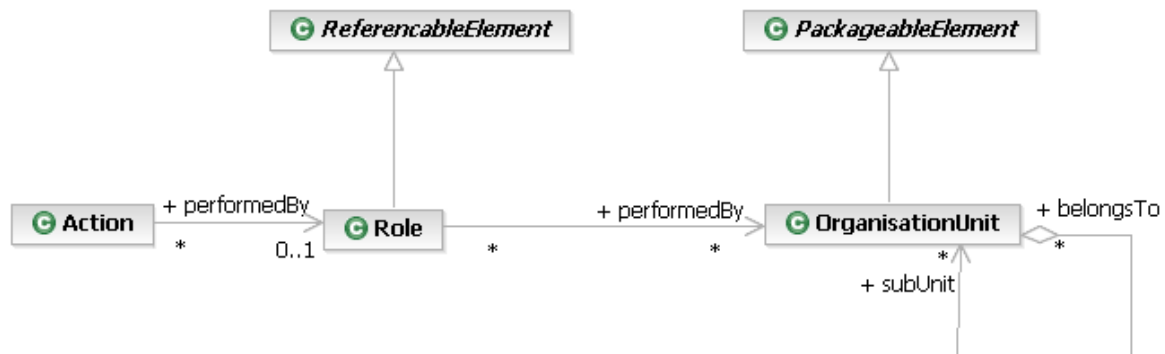 C ReferencableElement
C PackageableElement
C Action
+ performedBy
*
0..1
C Role
+ performedBy
*
*
C OrganisationUnit
+ belongsTo
*
*
+ subUnit